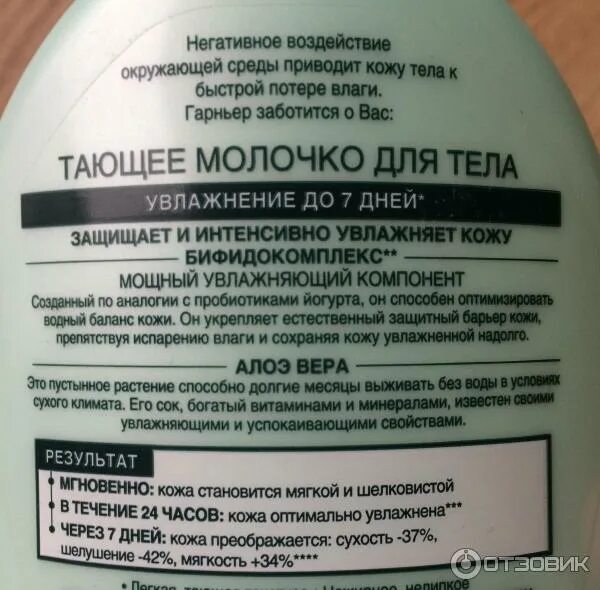 Негативное воздействие
окружающей среды приводит кожу тела к
быстрой потере влаги.
Гарньер заботится о Вас:
ТАЮЩЕЕ МОЛОЧКО ДЛЯ ТЕЛА
УВЛАЖНЕНИЕ ДО 7 ДНЕЙ*
ЗАЩИЩАЕТ И ИНТЕНСИВНО УВЛАЖНЯЕТ КОЖУ
БИФИДОКОМПЛЕКС**
МОЩНЫЙ УВЛАЖНЯЮЩИЙ КОМПОНЕНТ
Созданный по аналогии с пробиотиками йогурта, он способен оптимизировать
водный баланс кожи. Он укрепляет естественный защитный барьер кожи,
препятствуя испарению влаги и сохраняя кожу увлажненной надолго.
АЛОЭ ВЕРА
Это пустынное растение способно долгие месяцы выживать без воды в условиях
сухого климата. Его сок, богатый витаминами и минералами, известен своими
увлажняющими и успокаивающими свойствами.
РЕЗУЛЬТАТ
• МГНОВЕННО: кожа становится мягкой и шелковистой
• В ТЕЧЕНИЕ 24 ЧАСОВ: кожа оптимально увлажнена***
• ЧЕРЕЗ 7 ДНЕЙ: кожа преображается: сухость -37%,
шелушение -42%, мягкость +34%****
• Легкая, тающая
нелипкое
ОТЗОВИК